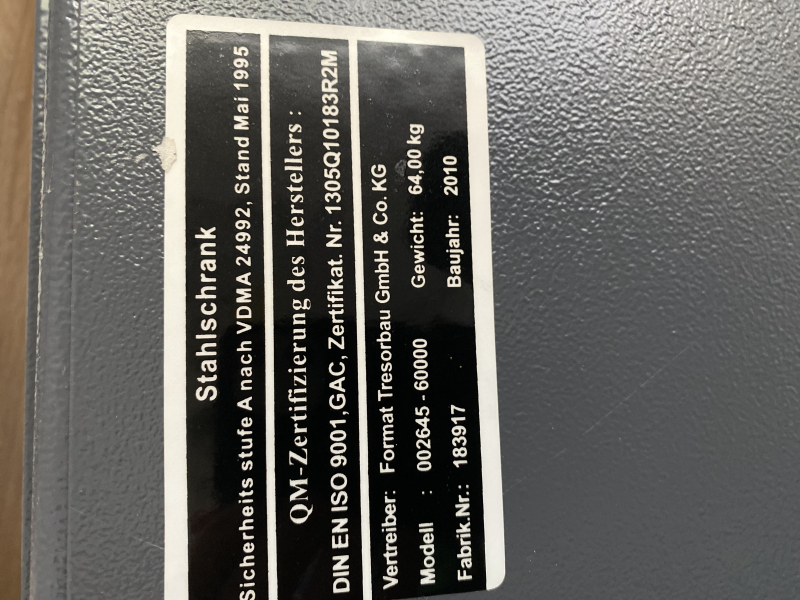 Stahlschrank
Sicherheits stufe A nach VDMA 24992, Stand Mai 1995
QM-Zertifizierung des Herstellers :
DIN EN ISO 9001,GAC, Zertifikat. Nr. 1305Q10183R2M
Vertreiber: Format Tresorbau GmbH & Co. KG
Modell : 002645 - 60000 Gewicht: 64,00 kg
Fabrik.Nr.: 183917 Baujahr: 2010